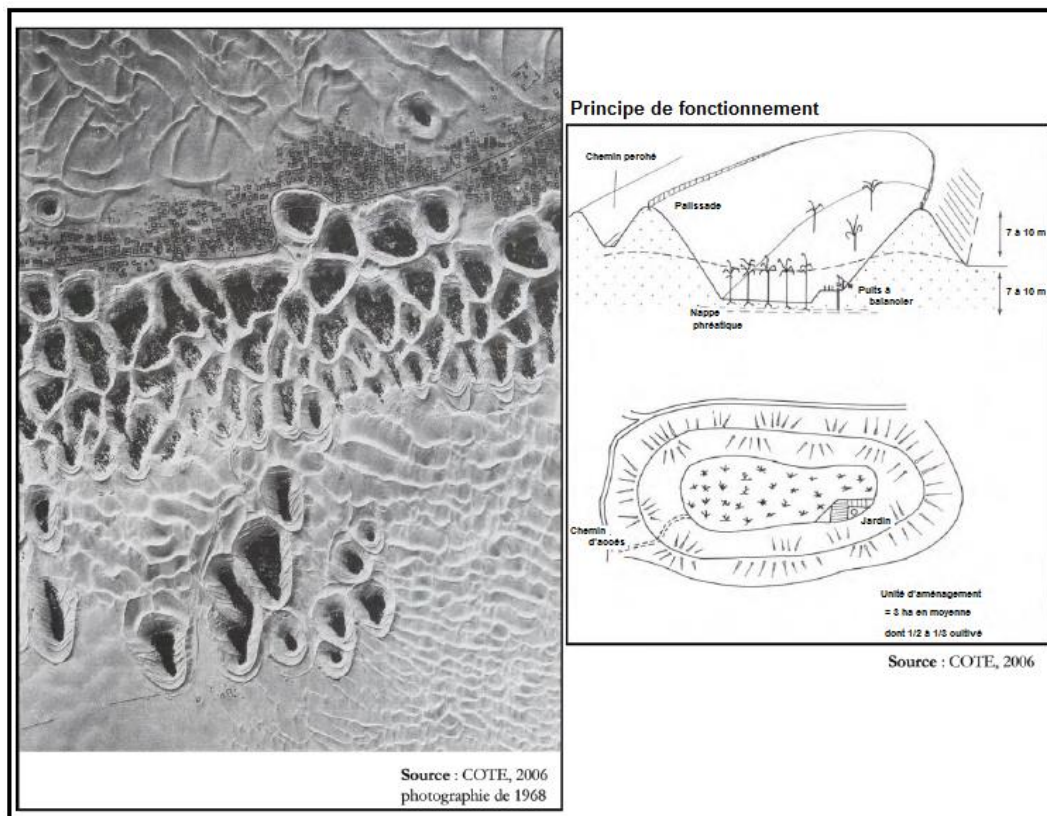 Source : COTE, 2006
photographie de 1968
Principe de fonctionnement
Chemin perché
Palissade
7 à 10 m
Puits à
balancier
7 à 10 m
Nappe
phréatique
Chemin
d'accès
Jardin
Unité d'aménagement
= 3 ha en moyenne
dont 1/2 à 1/3 cultivé
Source : COTE, 2006